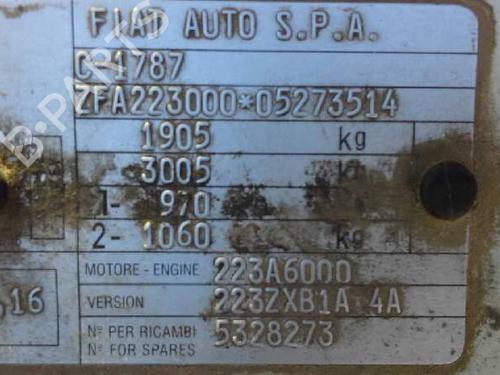 FIAT AUTO S.P.A.
C-1787
ZFA223000*05273514
1905 kg
3005 kg
1- 970
2- 1060 kg
MOTORE - ENGINE 223A6000
VERSION 223ZXB1A 4A
,16
Nº PER RICAMBI 5328273
Nº FOR SPARES
B-PARTS